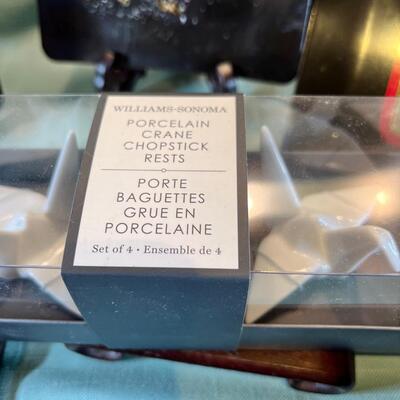 WILLIAMS-SONOMA
PORCELAIN
CRANE
CHOPSTICK
RESTS
PORTE
BAGUETTES
GRUE EN
PORCELAINE
Set of 4 • Ensemble de 4